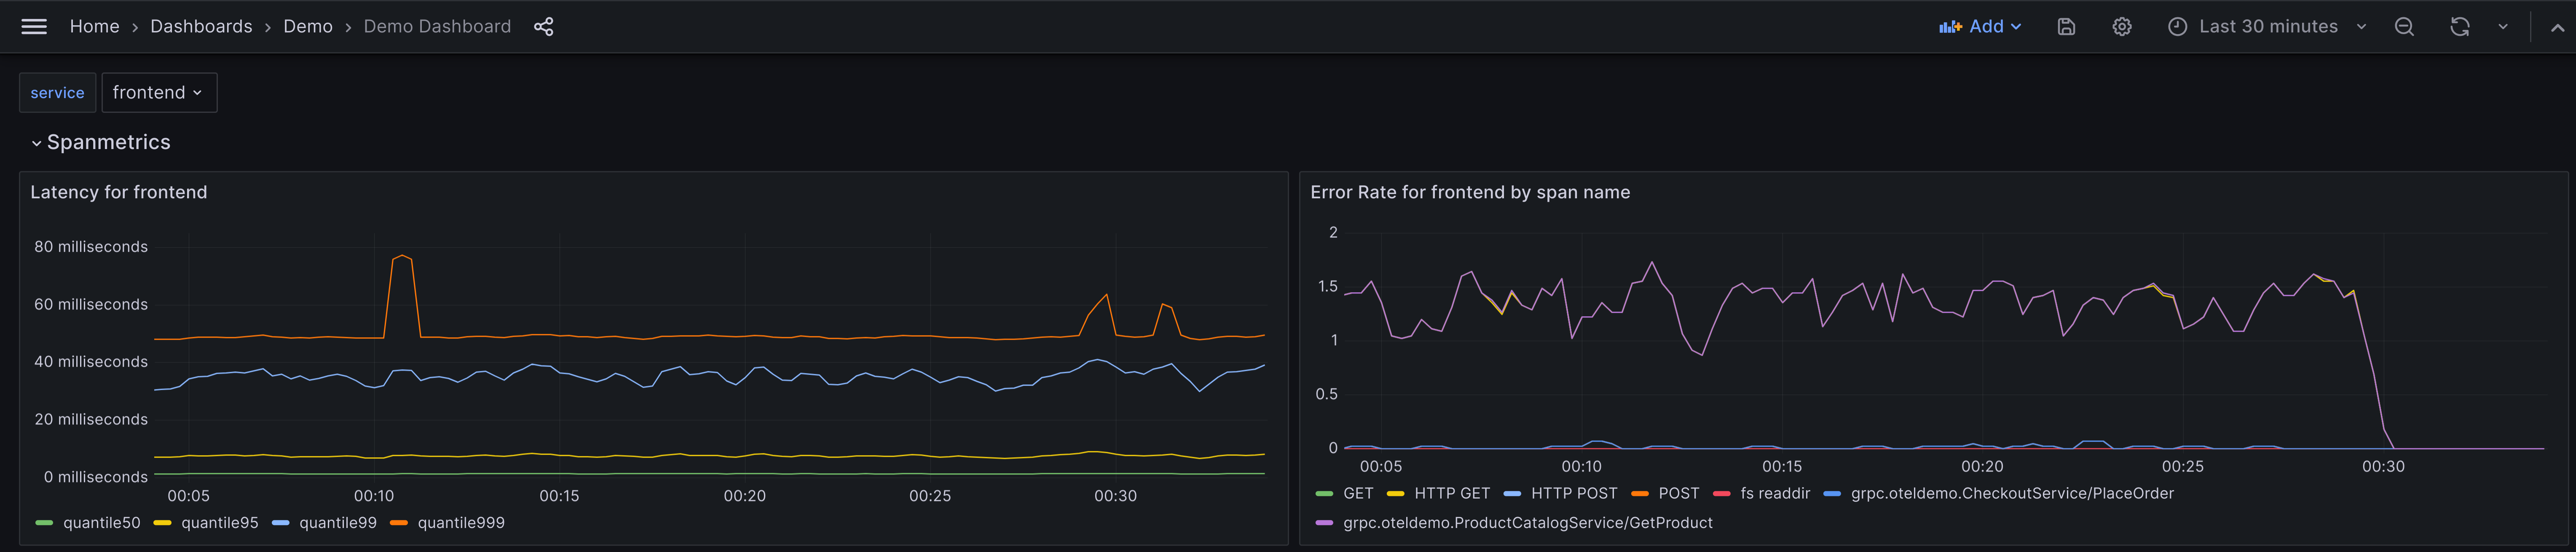 Home › Dashboards › Demo › Demo Dashboard
Add
Last 30 minutes
service frontend
Spanmetrics
Latency for frontend
80 milliseconds
60 milliseconds
40 milliseconds
20 milliseconds
0 milliseconds
00:05 00:10 00:15 00:20 00:25 00:30
quantile50 quantile95 quantile99 quantile999
Error Rate for frontend by span name
2
1.5
1
0.5
0
00:05 00:10 00:15 00:20 00:25 00:30
GET HTTP GET HTTP POST POST fs readdir grpc.oteldemo.CheckoutService/PlaceOrder
grpc.oteldemo.ProductCatalogService/GetProduct